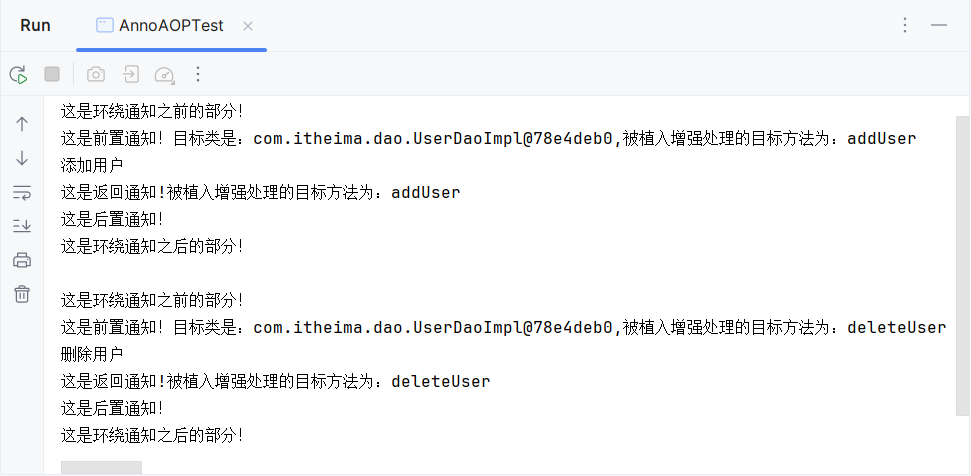 Run
AnnoAOPTest
这是环绕通知之前的部分!
这是前置通知! 目标类是: com.itheima.dao.UserDaoImpl@78e4deb0,被植入增强处理的目标方法为: addUser
添加用户
这是返回通知!被植入增强处理的目标方法为: addUser
这是后置通知!
这是环绕通知之后的部分!
这是环绕通知之前的部分!
这是前置通知! 目标类是: com.itheima.dao.UserDaoImpl@78e4deb0,被植入增强处理的目标方法为: deleteUser
删除用户
这是返回通知!被植入增强处理的目标方法为: deleteUser
这是后置通知!
这是环绕通知之后的部分!